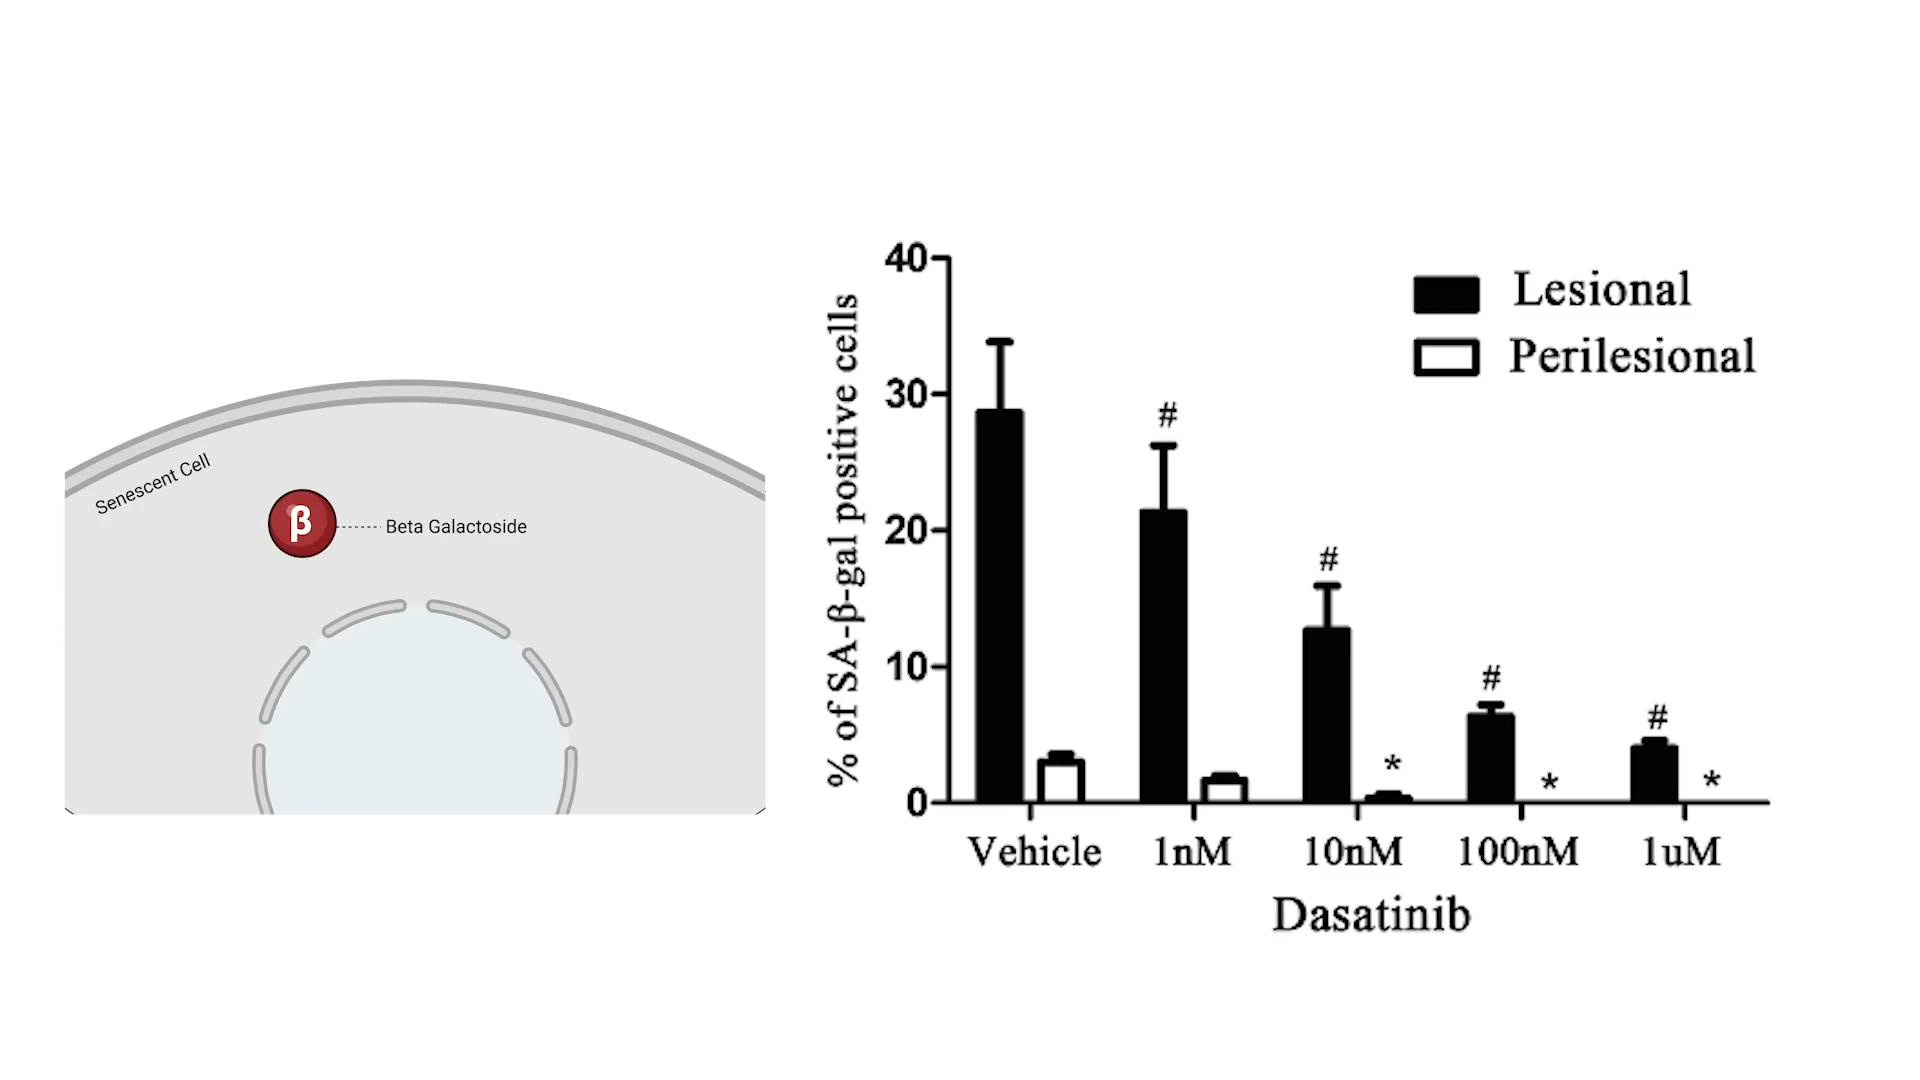 Senescent Cell
β
Beta Galactoside
% of SA-β-gal positive cells
40
30
20
10
0
Lesional
Perilesional
#
#
#
#
*
*
*
Vehicle 1nM 10nM 100nM 1uM
Dasatinib